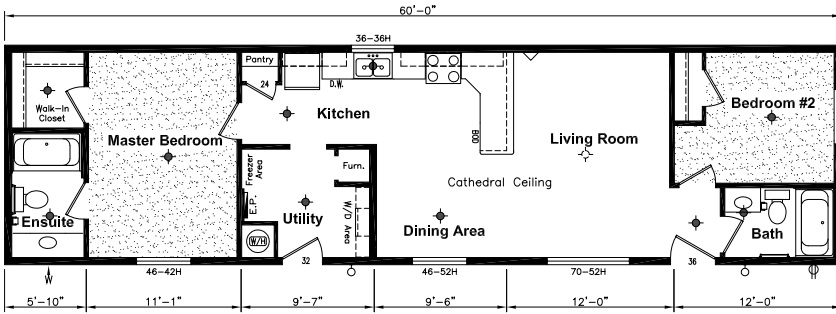 60'-0"
36-36H
Pantry
24
D.W.
Walk-In
Closet
Kitchen
Bedroom #2
Master Bedroom
BOD
Living Room
Freezer
Area
Furn.
Cathedral Ceiling
E.P.
Ensuite
Utility
W/D Area
Dining Area
Bath
W/H
32
36
46-42H
46-52H
70-52H
5'-10"
11'-1"
9'-7"
9'-6"
12'-0"
12'-0"